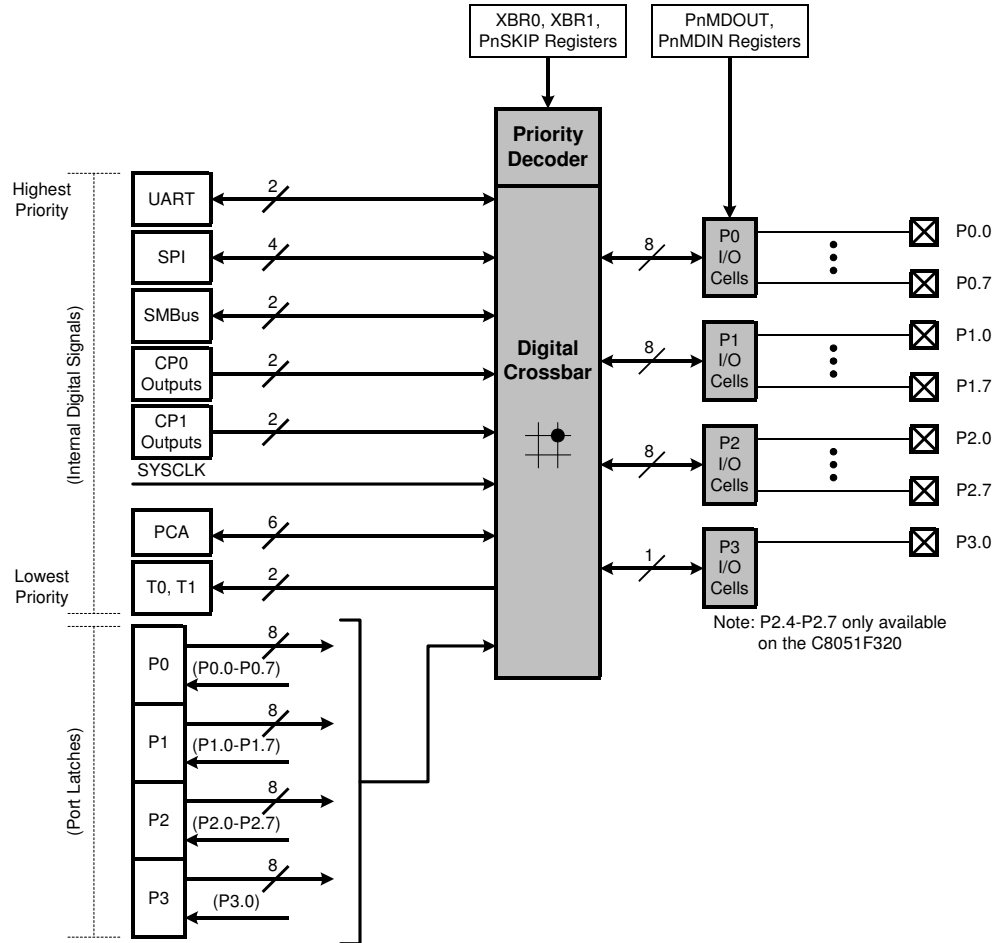 XBR0, XBR1,
PnSKIP Registers
PnMDOUT,
PnMDIN Registers
Priority
Decoder
Highest
Priority
(Internal Digital Signals)
Lowest
Priority
UART
2
SPI
4
SMBus
2
CP0
Outputs
2
CP1
Outputs
2
SYSCLK
PCA
6
T0, T1
2
Digital
Crossbar
8
P0
I/O
Cells
P0.0
P0.7
8
P1
I/O
Cells
P1.0
P1.7
8
P2
I/O
Cells
P2.0
P2.7
1
P3
I/O
Cells
P3.0
Note: P2.4-P2.7 only available
on the C8051F320
(Port Latches)
P0
8
(P0.0-P0.7)
P1
8
(P1.0-P1.7)
P2
8
(P2.0-P2.7)
P3
8
(P3.0)